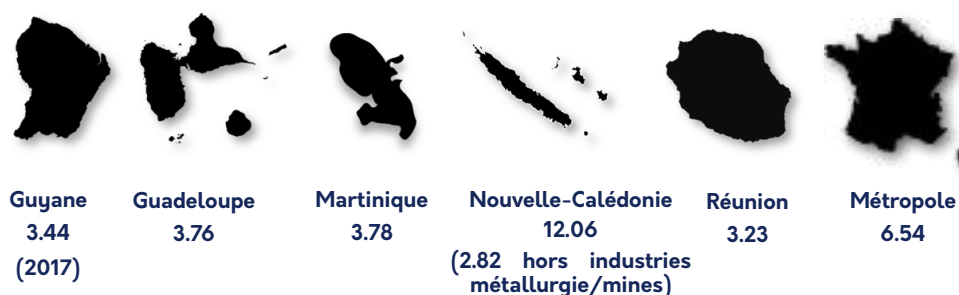 Guyane
3.44
(2017)
Guadeloupe
3.76
Martinique
3.78
Nouvelle-Calédonie
12.06
(2.82 hors industries
métallurgie/mines)
Réunion
3.23
Métropole
6.54